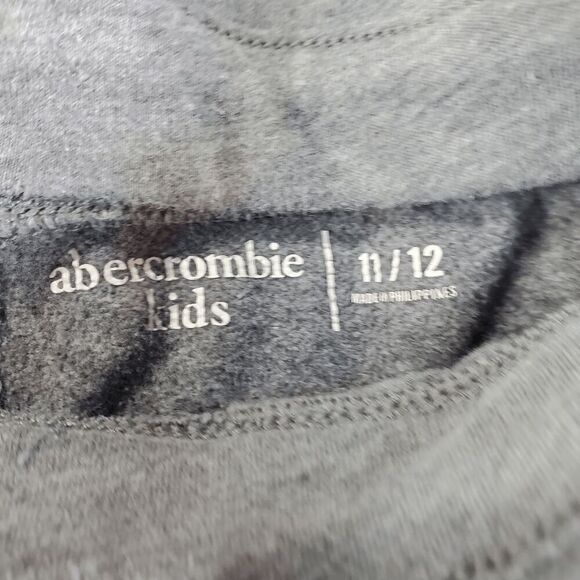 abercrombie
kids
11/12
MADE IN PHILIPPINES